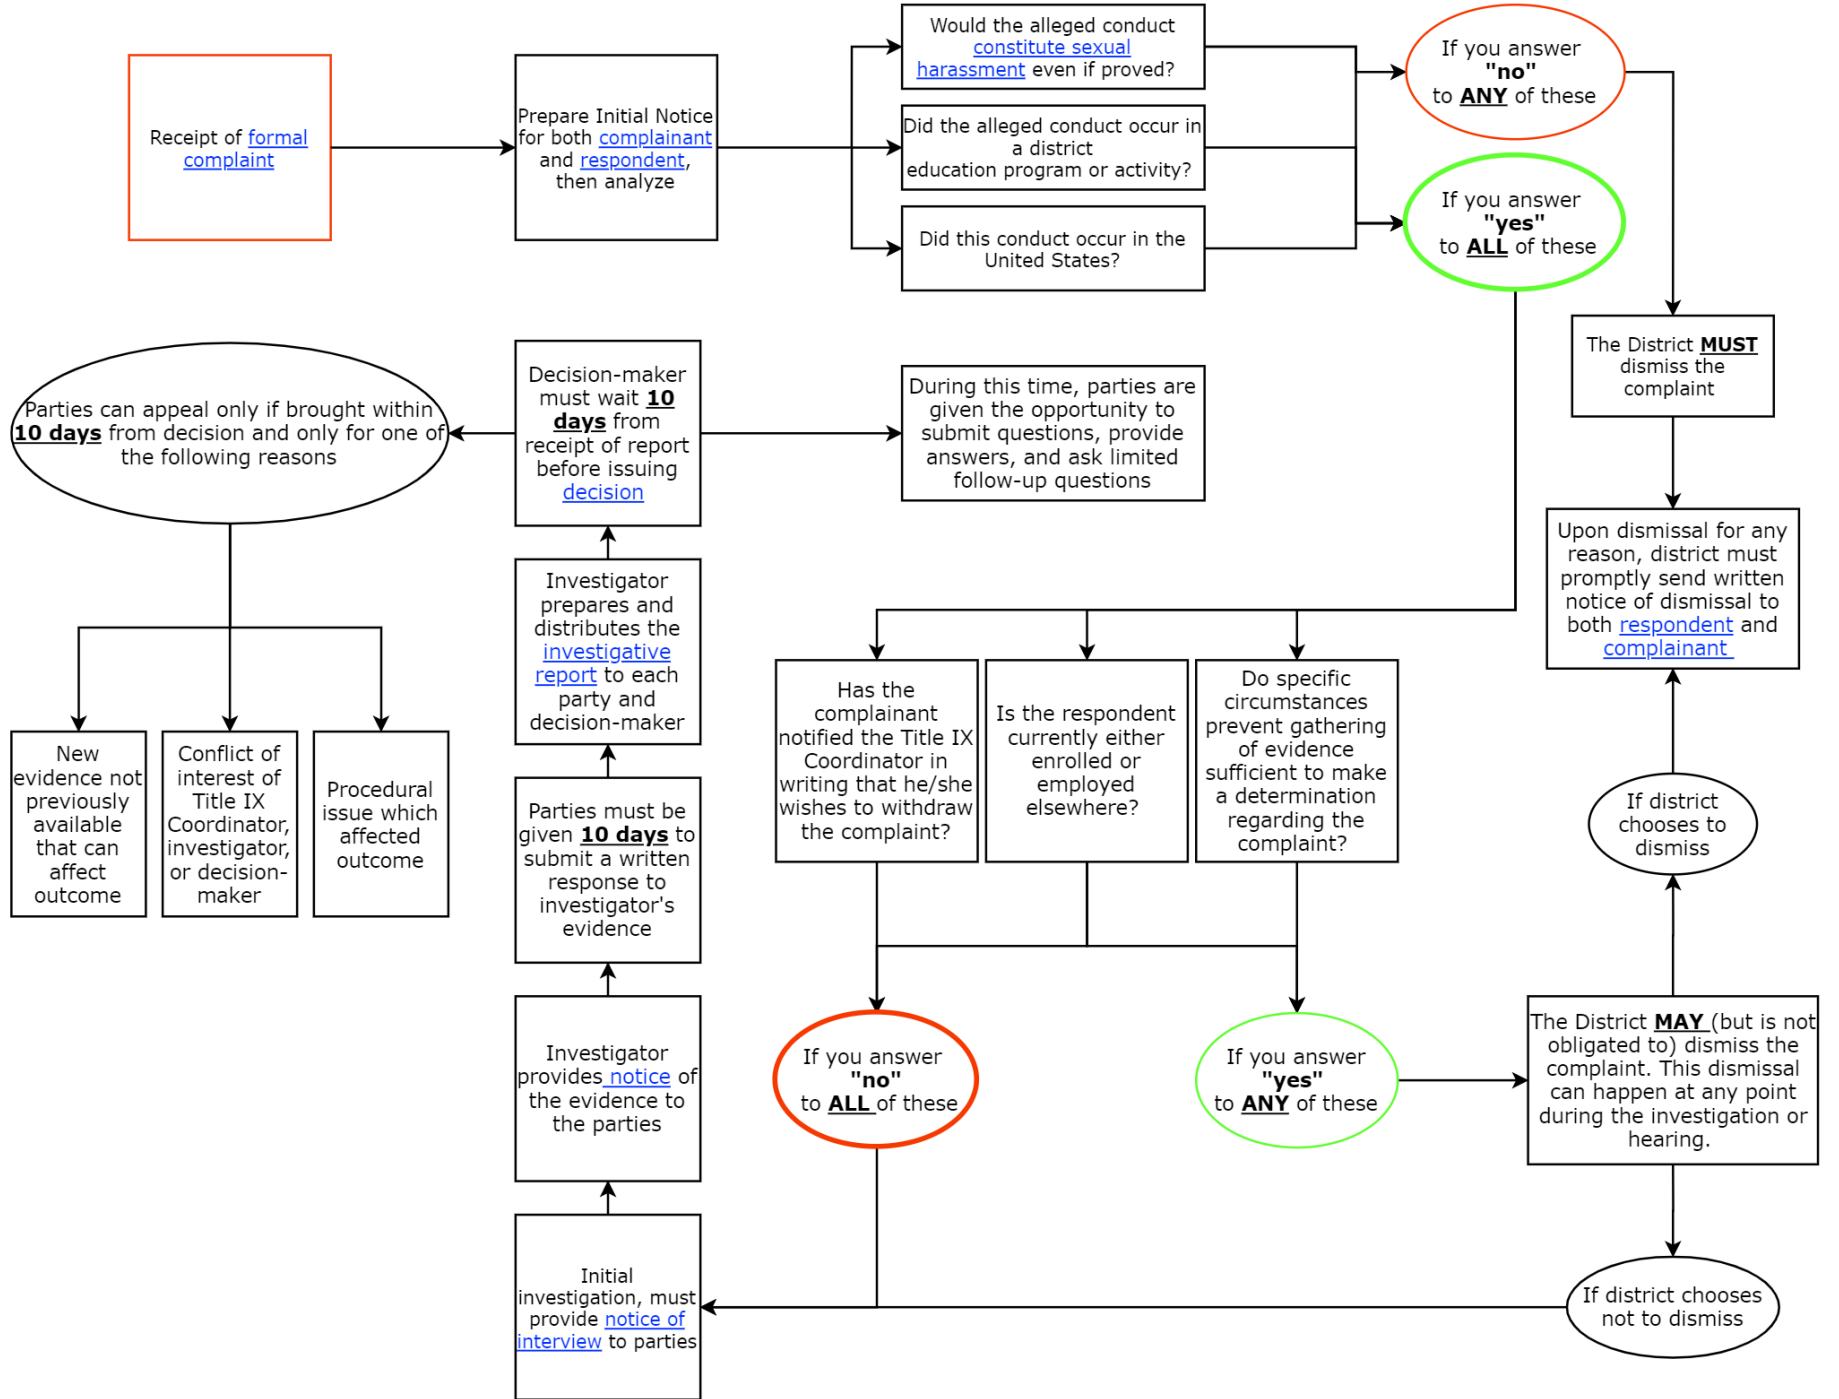 Receipt of formal
complaint
Prepare Initial Notice
for both complainant
and respondent,
then analyze
Would the alleged conduct
constitute sexual
harassment even if proved?
Did the alleged conduct occur in
a district
education program or activity?
Did this conduct occur in the
United States?
If you answer
"no"
to ANY of these
If you answer
"yes"
to ALL of these
The District MUST
dismiss the
complaint
Upon dismissal for any
reason, district must
promptly send written
notice of dismissal to
both respondent and
complainant
Parties can appeal only if brought within
10 days from decision and only for one of
the following reasons
Decision-maker
must wait 10
days from
receipt of report
before issuing
decision
During this time, parties are
given the opportunity to
submit questions, provide
answers, and ask limited
follow-up questions
Investigator
prepares and
distributes the
investigative
report to each
party and
decision-maker
New
evidence not
previously
available
that can
affect
outcome
Conflict of
interest of
Title IX
Coordinator,
investigator,
or decision-
maker
Procedural
issue which
affected
outcome
Parties must be
given 10 days to
submit a written
response to
investigator's
evidence
Has the
complainant
notified the Title IX
Coordinator in
writing that he/she
wishes to withdraw
the complaint?
Is the respondent
currently either
enrolled or
employed
elsewhere?
Do specific
circumstances
prevent gathering
of evidence
sufficient to make
a determination
regarding the
complaint?
If district
chooses to
dismiss
Investigator
provides notice of
the evidence to
the parties
If you answer
"no"
to ALL of these
If you answer
"yes"
to ANY of these
The District MAY (but is not
obligated to) dismiss the
complaint. This dismissal
can happen at any point
during the investigation or
hearing.
Initial
investigation, must
provide notice of
interview to parties
If district chooses
not to dismiss